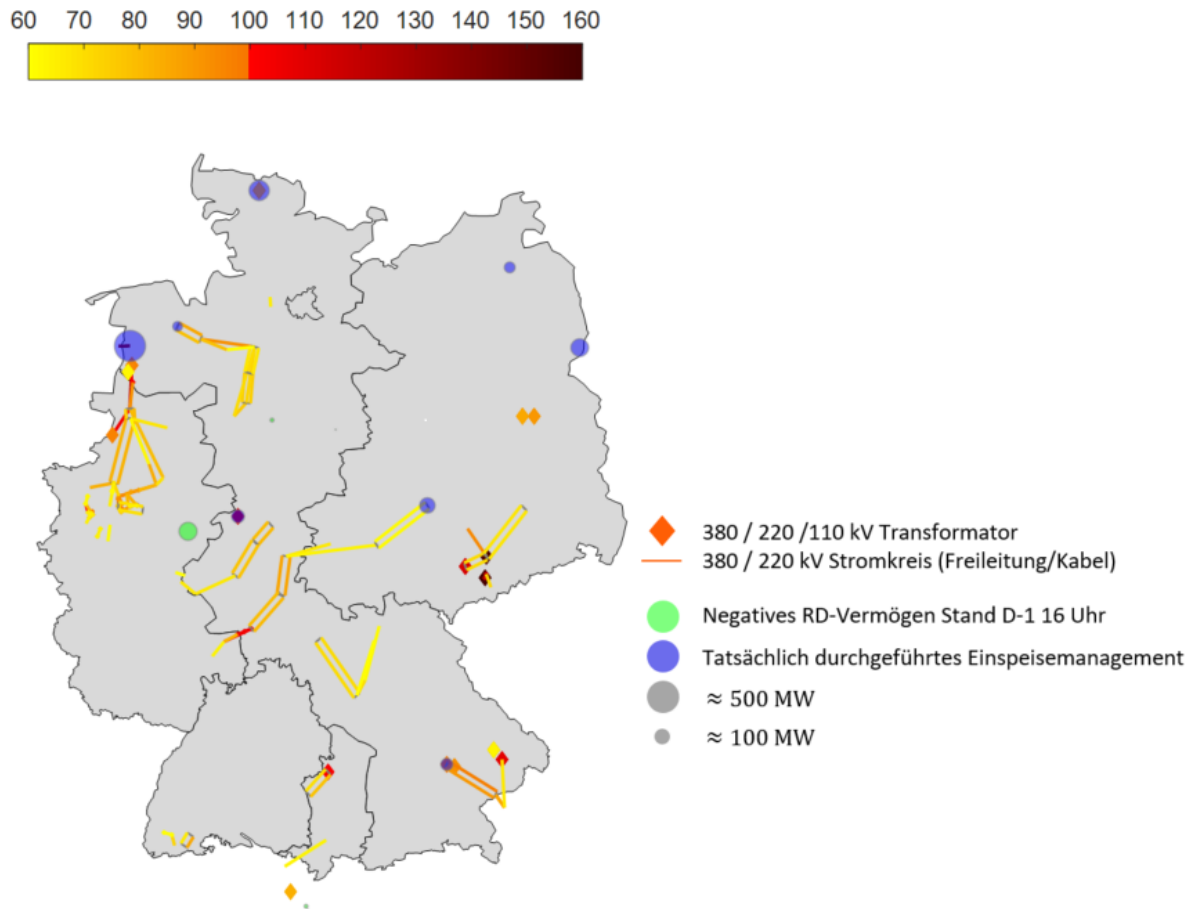 60 70 80 90 100 110 120 130 140 150 160
380 / 220 /110 kV Transformator
380 / 220 kV Stromkreis (Freileitung/Kabel)
Negatives RD-Vermögen Stand D-1 16 Uhr
Tatsächlich durchgeführtes Einspeisemanagement
≈ 500 MW
≈ 100 MW